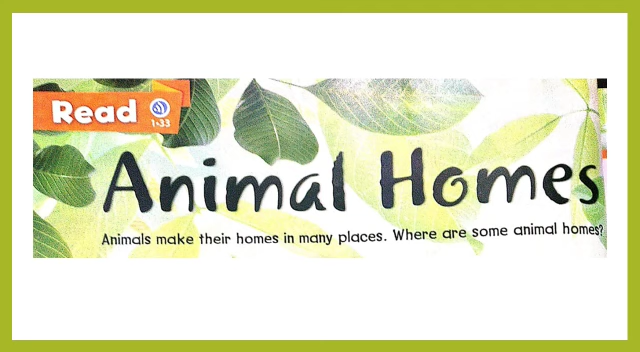 Read
1•33
Animal Homes
Animals make their homes in many places. Where are some animal homes?